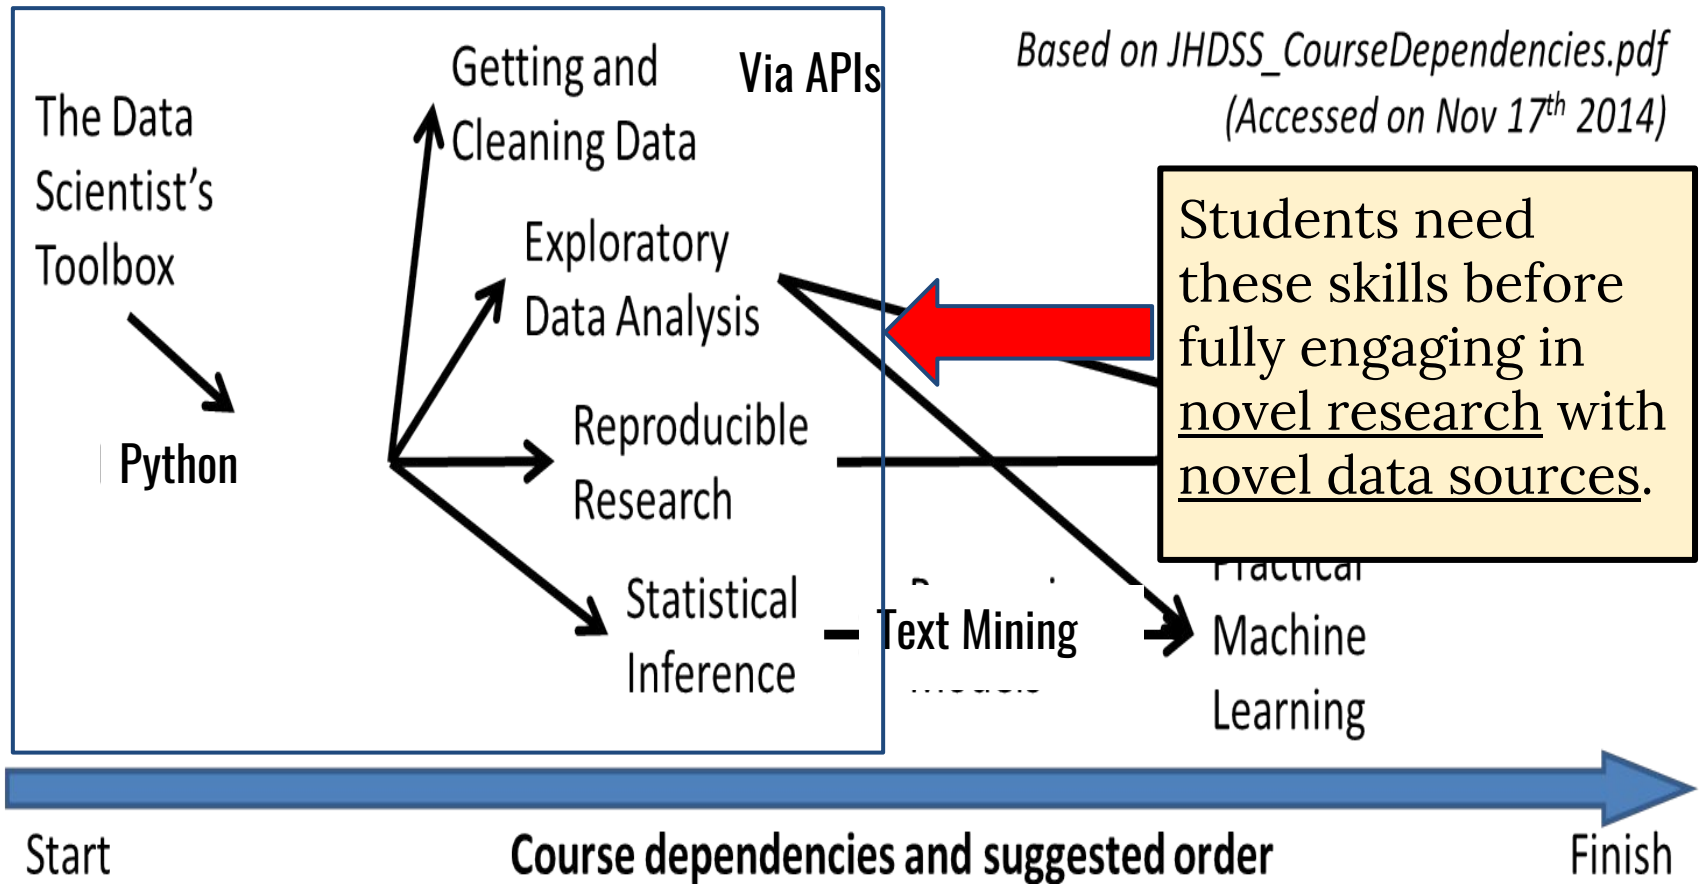 The Data
Scientist's
Toolbox
Python
Getting and
Cleaning Data
Via APIs
Exploratory
Data Analysis
Reproducible
Research
Statistical
Inference
Text Mining
Based on JHDSS_CourseDependencies.pdf
(Accessed on Nov 17th 2014)
Students need
these skills before
fully engaging in
novel research with
novel data sources.
Practical
Machine
Learning
Start
Course dependencies and suggested order
Finish